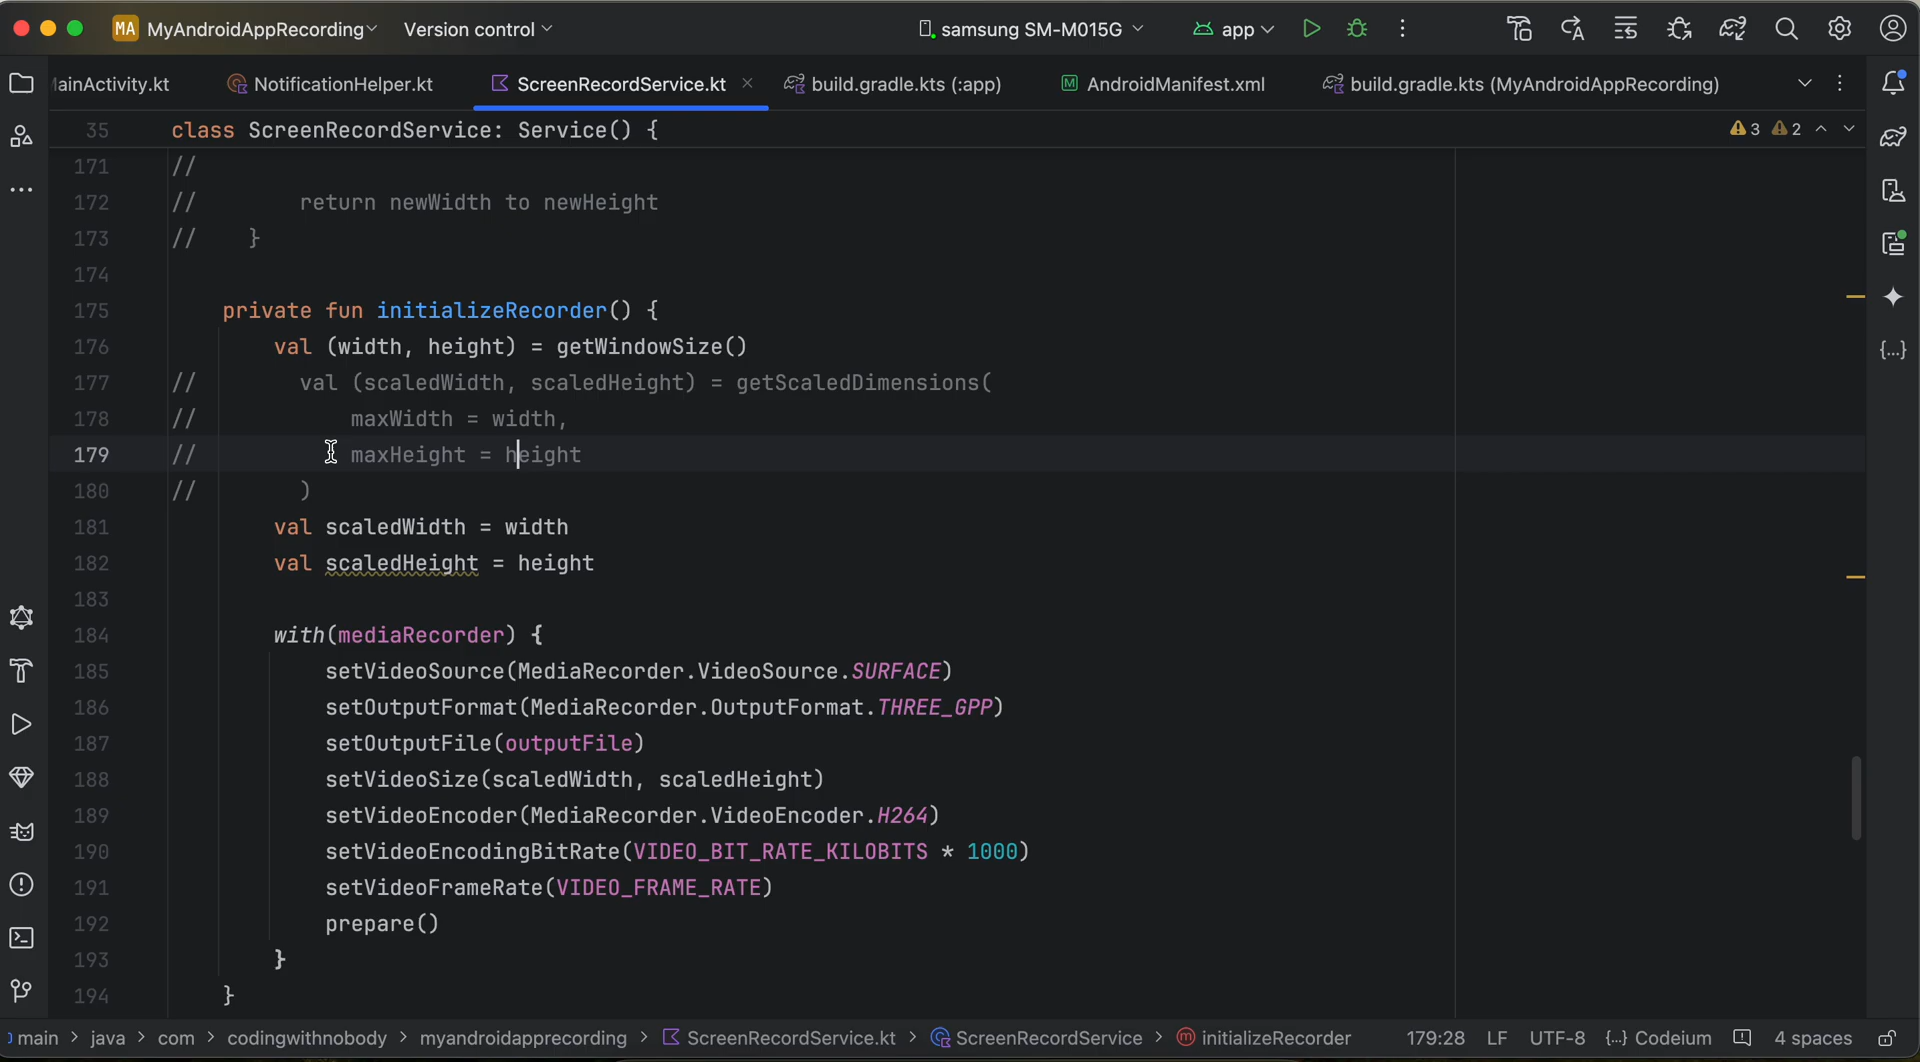 MA MyAndroidAppRecording Version control samsung SM-M015G app
ainActivity.kt NotificationHelper.kt ScreenRecordService.kt build.gradle.kts (:app) AndroidManifest.xml build.gradle.kts (MyAndroidAppRecording)
35 class ScreenRecordService: Service() { 3 2
171 //
172 // return newWidth to newHeight
173 // }
174
175 private fun initializeRecorder() {
176 val (width, height) = getWindowSize()
177 // val (scaledWidth, scaledHeight) = getScaledDimensions(
178 // maxWidth = width,
179 // maxHeight = height
180 // )
181 val scaledWidth = width
182 val scaledHeight = height
183
184 with(mediaRecorder) {
185 setVideoSource(MediaRecorder.VideoSource.SURFACE)
186 setOutputFormat(MediaRecorder.OutputFormat.THREE_GPP)
187 setOutputFile(outputFile)
188 setVideoSize(scaledWidth, scaledHeight)
189 setVideoEncoder(MediaRecorder.VideoEncoder.H264)
190 setVideoEncodingBitRate(VIDEO_BIT_RATE_KILOBITS * 1000)
191 setVideoFrameRate(VIDEO_FRAME_RATE)
192 prepare()
193 }
194 }
main > java > com > codingwithnobody > myandroidapprecording > ScreenRecordService.kt > ScreenRecordService > initializeRecorder 179:28 LF UTF-8 {...} Codeium 4 spaces